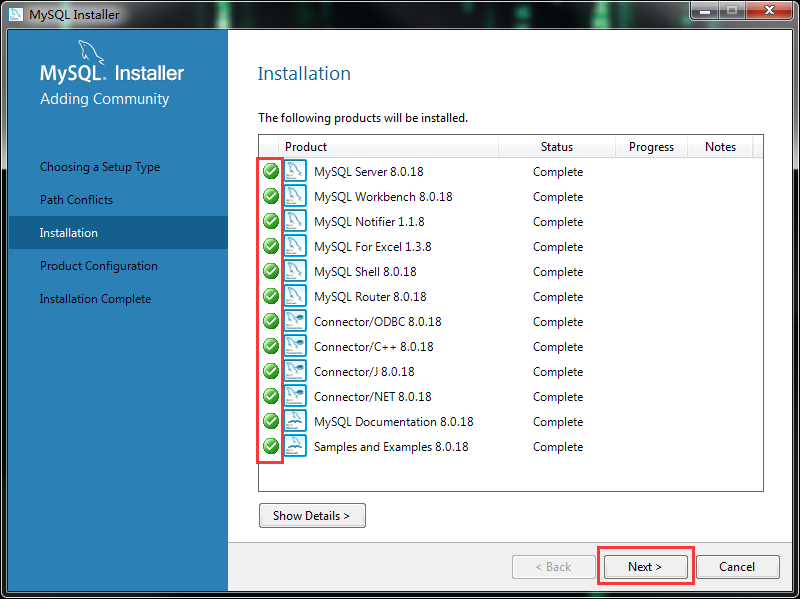 MySQL Installer
MySQL. Installer
Adding Community
Choosing a Setup Type
Path Conflicts
Installation
Product Configuration
Installation Complete
Installation
The following products will be installed.
Product Status Progress Notes
MySQL Server 8.0.18 Complete
MySQL Workbench 8.0.18 Complete
MySQL Notifier 1.1.8 Complete
MySQL For Excel 1.3.8 Complete
MySQL Shell 8.0.18 Complete
MySQL Router 8.0.18 Complete
Connector/ODBC 8.0.18 Complete
Connector/C++ 8.0.18 Complete
Connector/J 8.0.18 Complete
Connector/NET 8.0.18 Complete
MySQL Documentation 8.0.18 Complete
Samples and Examples 8.0.18 Complete
Show Details >
< Back Next > Cancel